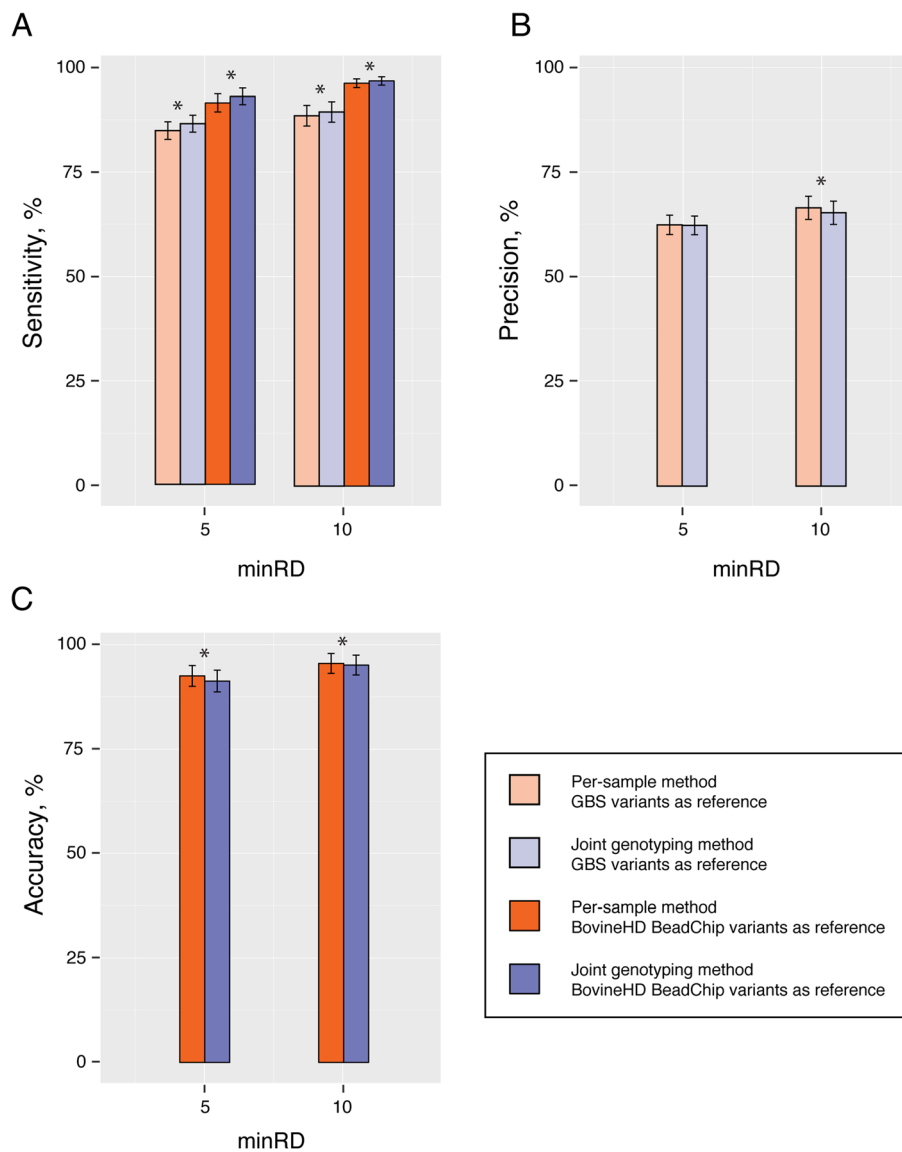 A
100
75
50
25
0
Sensitivity, %
* * * *
5 10
minRD
B
100
75
50
25
0
Precision, %
*
5 10
minRD
C
100
75
50
25
0
Accuracy, %
* *
5 10
minRD
Per-sample method
GBS variants as reference
Joint genotyping method
GBS variants as reference
Per-sample method
BovineHD BeadChip variants as reference
Joint genotyping method
BovineHD BeadChip variants as reference